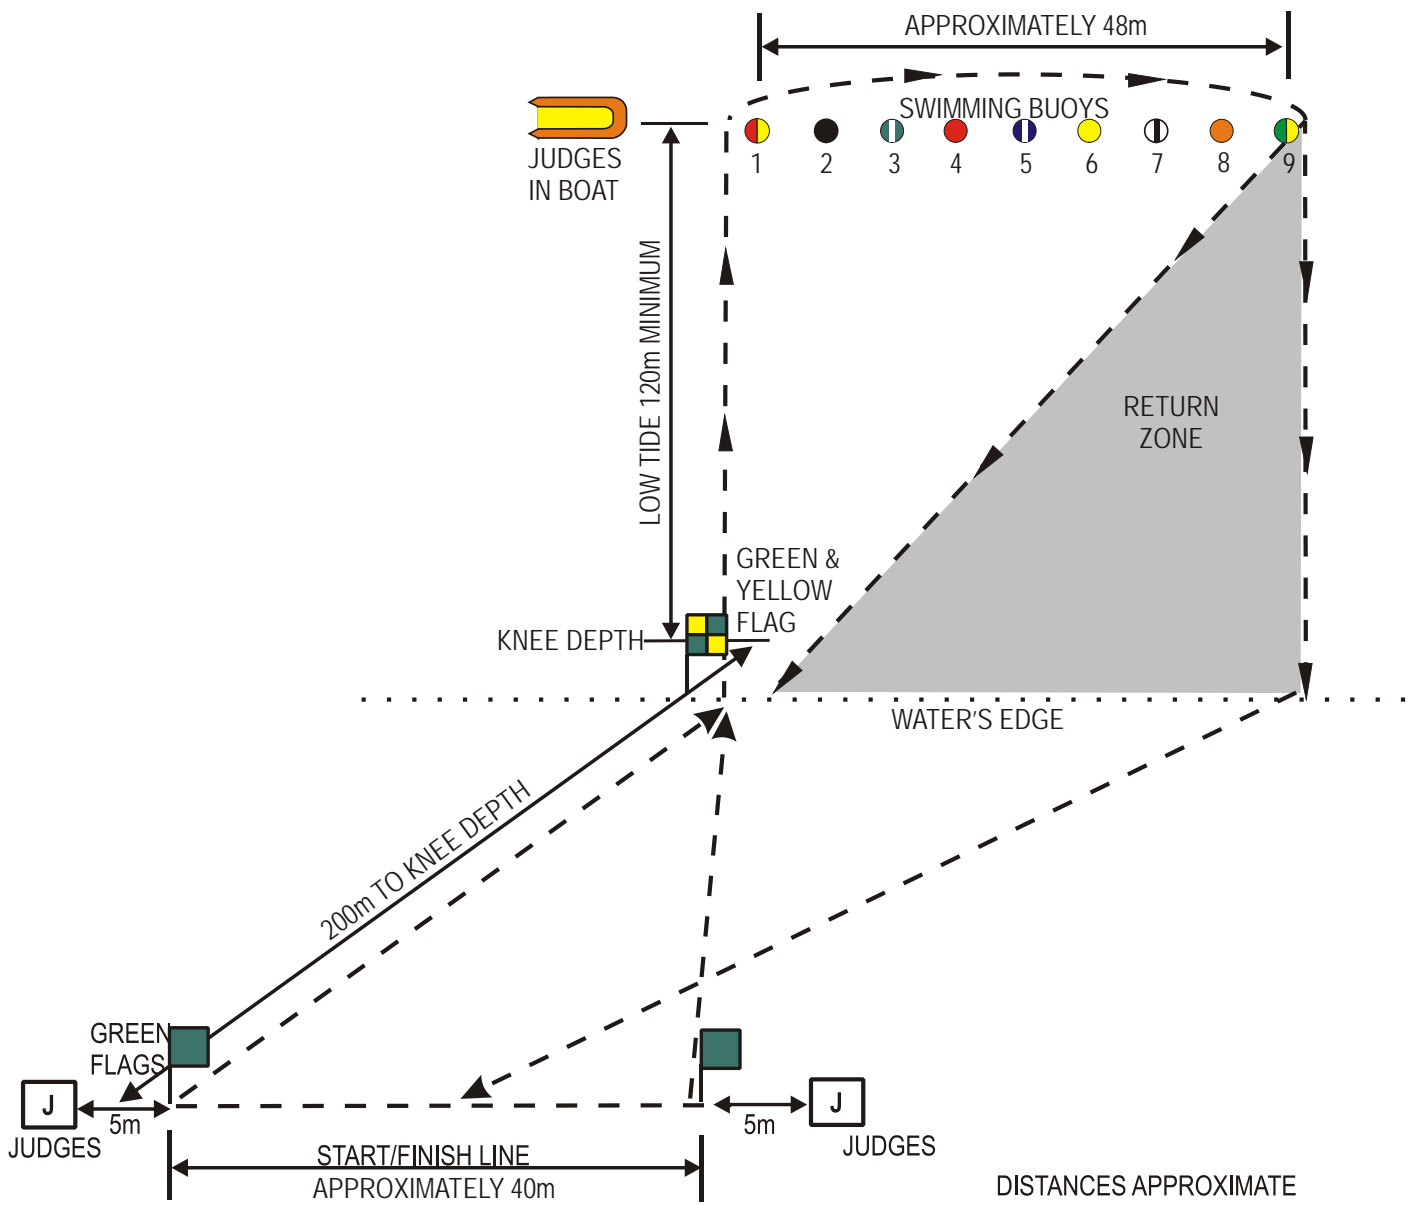 APPROXIMATELY 48m
SWIMMING BUOYS
1 2 3 4 5 6 7 8 9
JUDGES
IN BOAT
LOW TIDE 120m MINIMUM
RETURN
ZONE
GREEN &
YELLOW
FLAG
KNEE DEPTH
WATER'S EDGE
200m TO KNEE DEPTH
GREEN
FLAGS
J
5m
JUDGES
START/FINISH LINE
APPROXIMATELY 40m
5m
J
JUDGES
DISTANCES APPROXIMATE